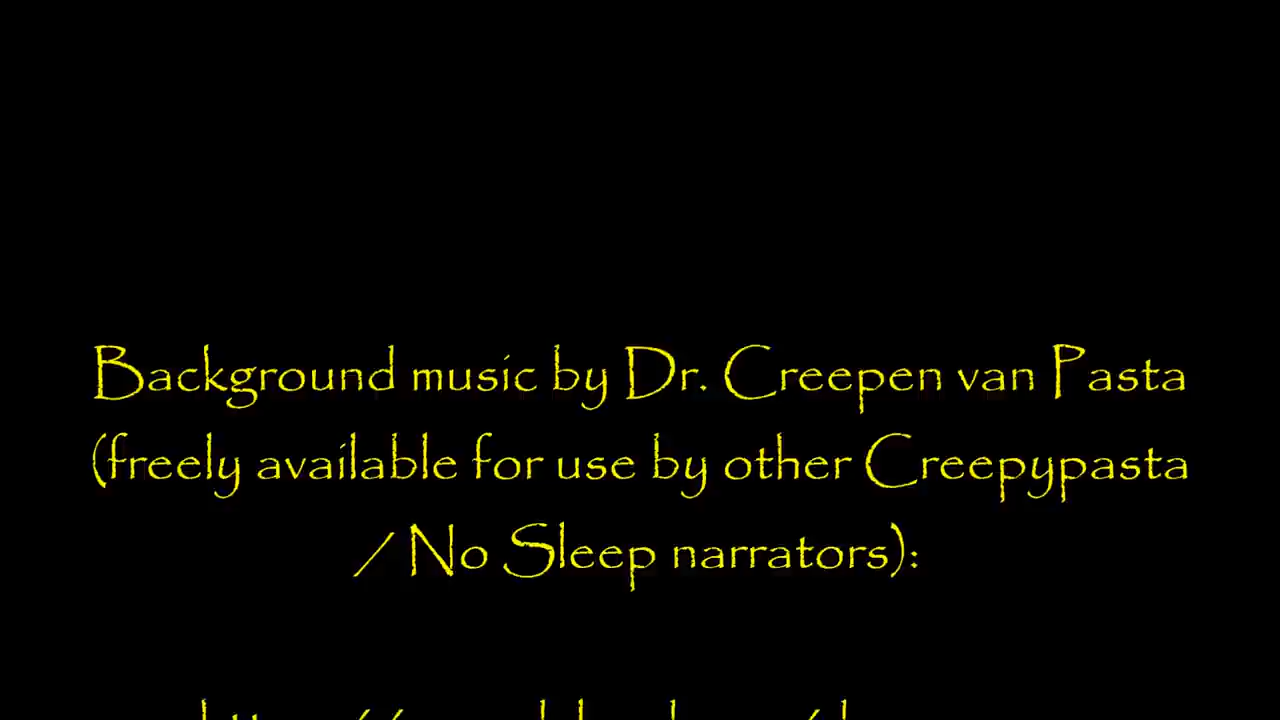 Background music by Dr. Creepen van Pasta
(freely available for use by other Creepypasta
/ No Sleep narrators):